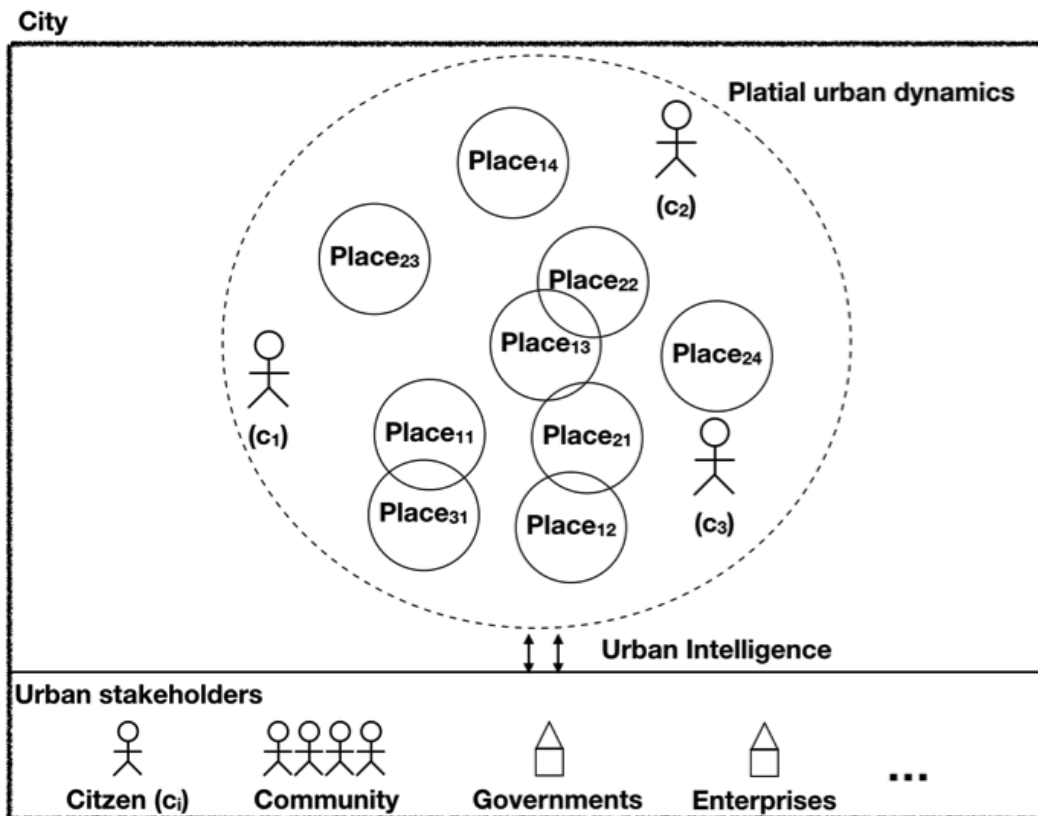 City
Platial urban dynamics
Place₁₄
(c₂)
Place₂₃
Place₂₂
Place₁₃
Place₂₄
(c₁)
Place₁₁
Place₂₁
Place₃₁
Place₁₂
(c₃)
Urban Intelligence
Urban stakeholders
Citzen (cᵢ)
Community
Governments
Enterprises
...